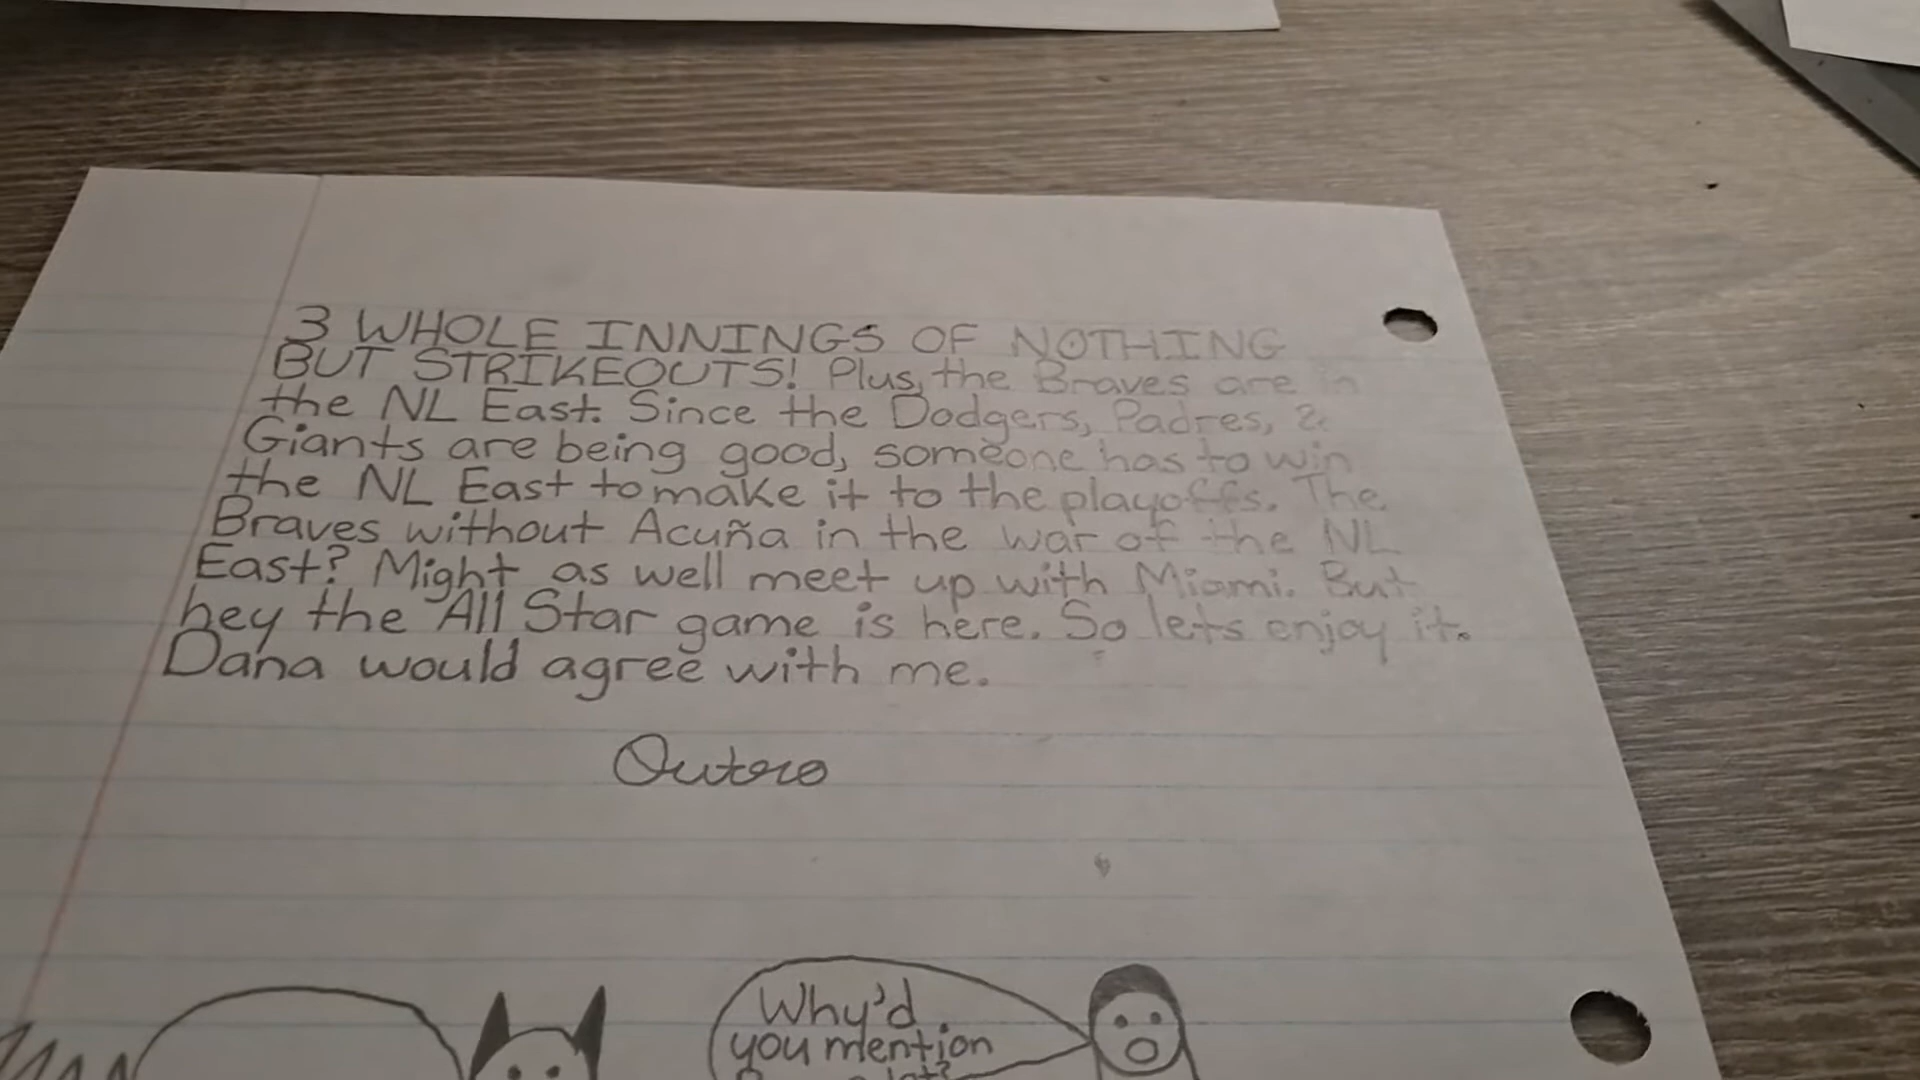 3 WHOLE INNINGS OF NOTHING
BUT STRIKEOUTS! Plus, the Braves are in
the NL East. Since the Dodgers, Padres, &
Giants are being good, someone has to win
the NL East to make it to the playoffs. The
Braves without Acuña in the war of the NL
East? Might as well meet up with Miami. But
hey the All Star game is here. So lets enjoy it.
Dana would agree with me.
Outro
Why'd
you mention